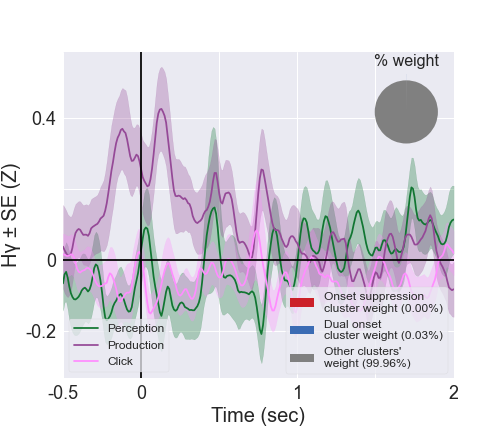 % weight
0.4
0
-0.2
Hγ ± SE (Z)
Perception
Production
Click
Onset suppression
cluster weight (0.00%)
Dual onset
cluster weight (0.03%)
Other clusters'
weight (99.96%)
-0.5
0
1
2
Time (sec)